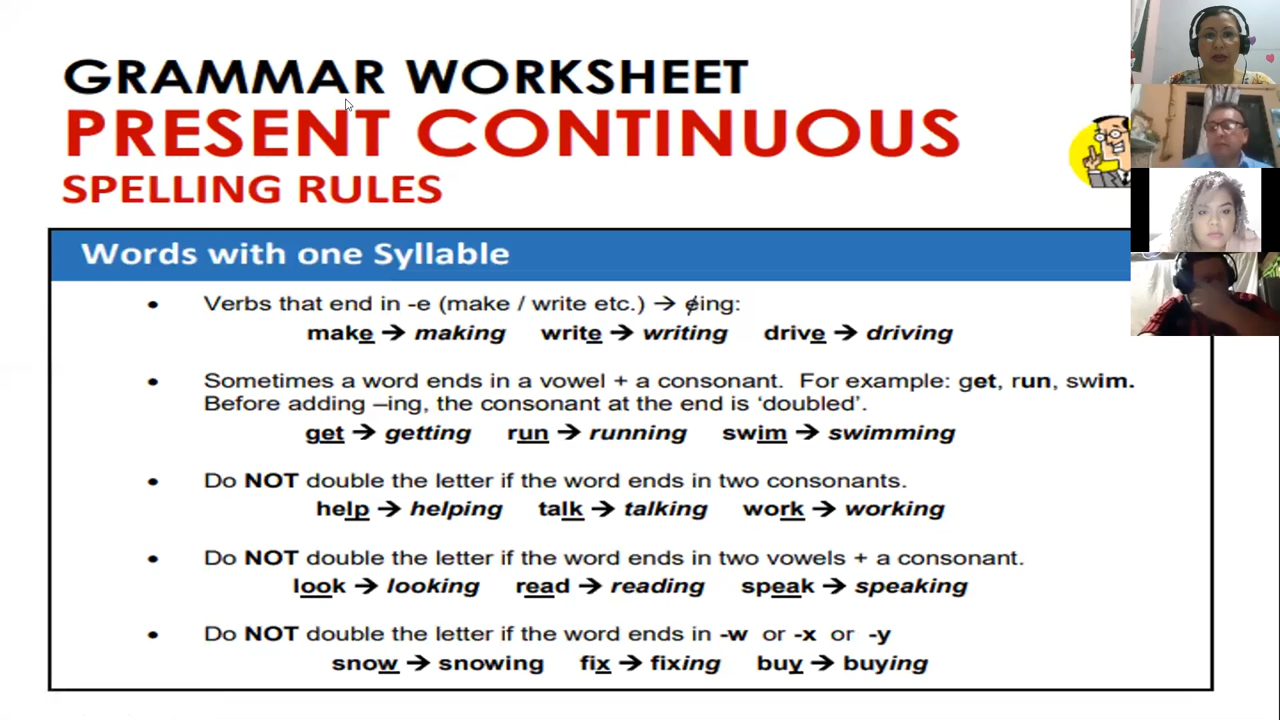 GRAMMAR WORKSHEET
PRESENT CONTINUOUS
SPELLING RULES
Words with one Syllable
• Verbs that end in -e (make / write etc.) → e̸ing:
make → making write → writing drive → driving
• Sometimes a word ends in a vowel + a consonant. For example: get, run, swim.
Before adding –ing, the consonant at the end is ‘doubled’.
get → getting run → running swim → swimming
• Do NOT double the letter if the word ends in two consonants.
help → helping talk → talking work → working
• Do NOT double the letter if the word ends in two vowels + a consonant.
look → looking read → reading speak → speaking
• Do NOT double the letter if the word ends in -w or -x or -y
snow → snowing fix → fixing buy → buying